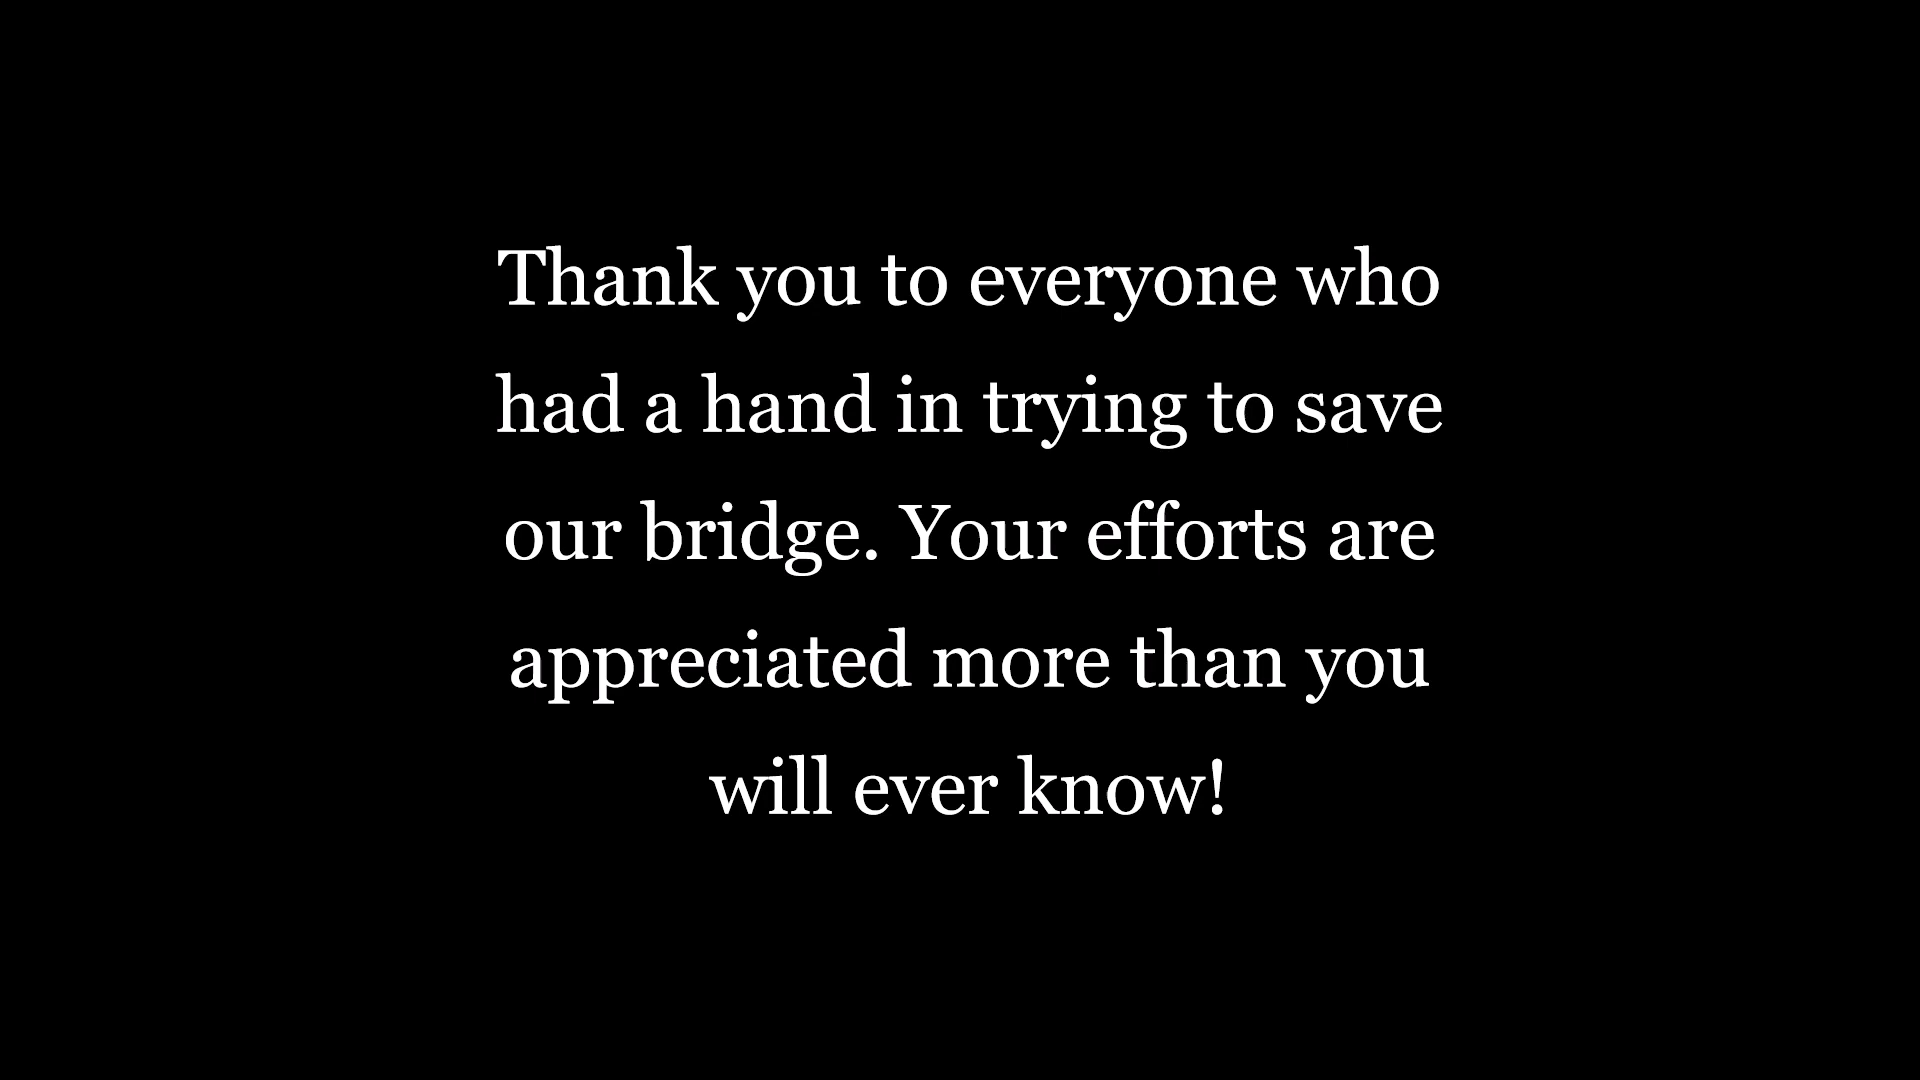 Thank you to everyone who
had a hand in trying to save
our bridge. Your efforts are
appreciated more than you
will ever know!